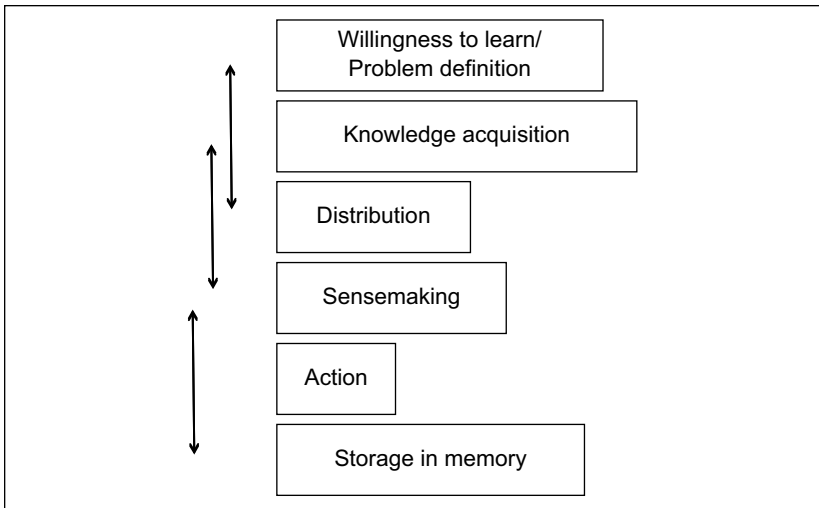 Willingness to learn/
Problem definition
Knowledge acquisition
Distribution
Sensemaking
Action
Storage in memory